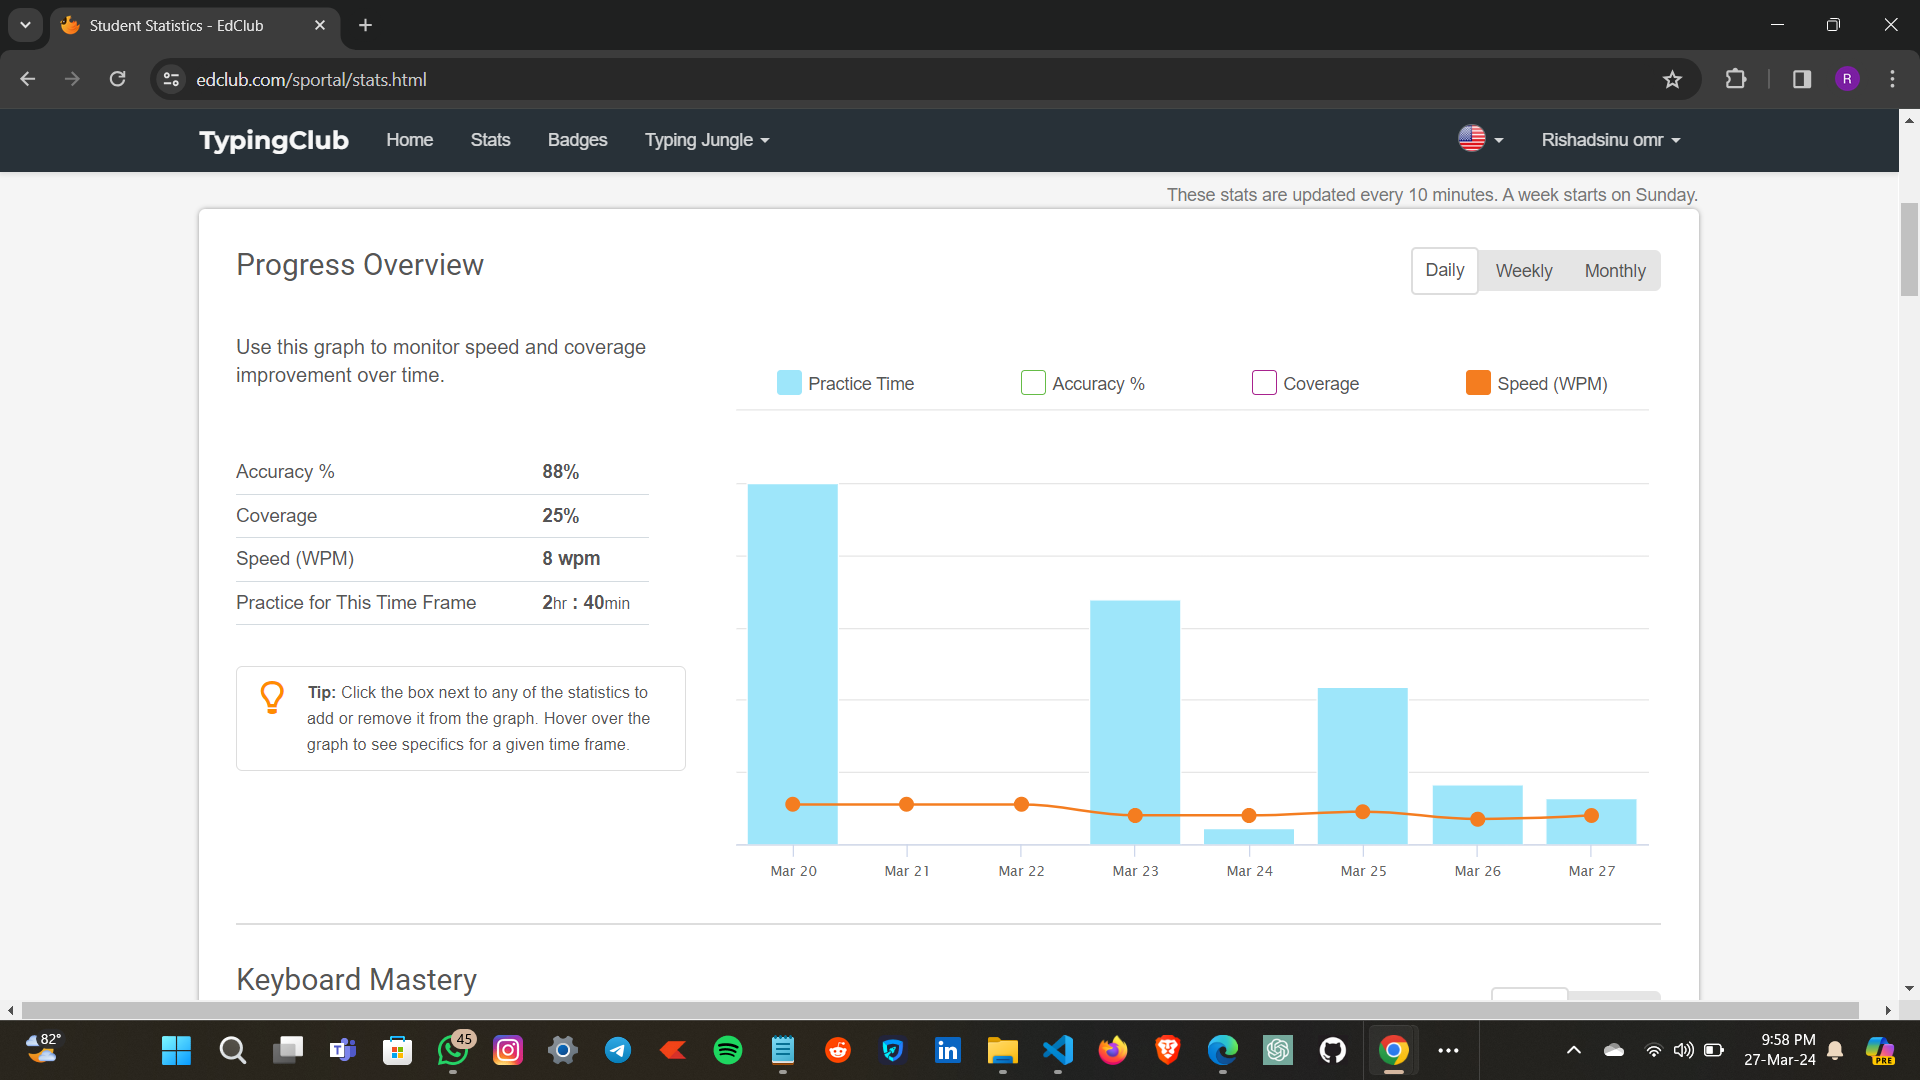 Student Statistics - EdClub
edclub.com/sportal/stats.html
R
TypingClub Home Stats Badges Typing Jungle Rishadsinu omr
These stats are updated every 10 minutes. A week starts on Sunday.
Progress Overview
Daily Weekly Monthly
Use this graph to monitor speed and coverage
improvement over time.
Practice Time Accuracy % Coverage Speed (WPM)
Accuracy % 88%
Coverage 25%
Speed (WPM) 8 wpm
Practice for This Time Frame 2hr : 40min
Tip: Click the box next to any of the statistics to
add or remove it from the graph. Hover over the
graph to see specifics for a given time frame.
Mar 20 Mar 21 Mar 22 Mar 23 Mar 24 Mar 25 Mar 26 Mar 27
Keyboard Mastery
82°
45
9:58 PM
27-Mar-24
PRE